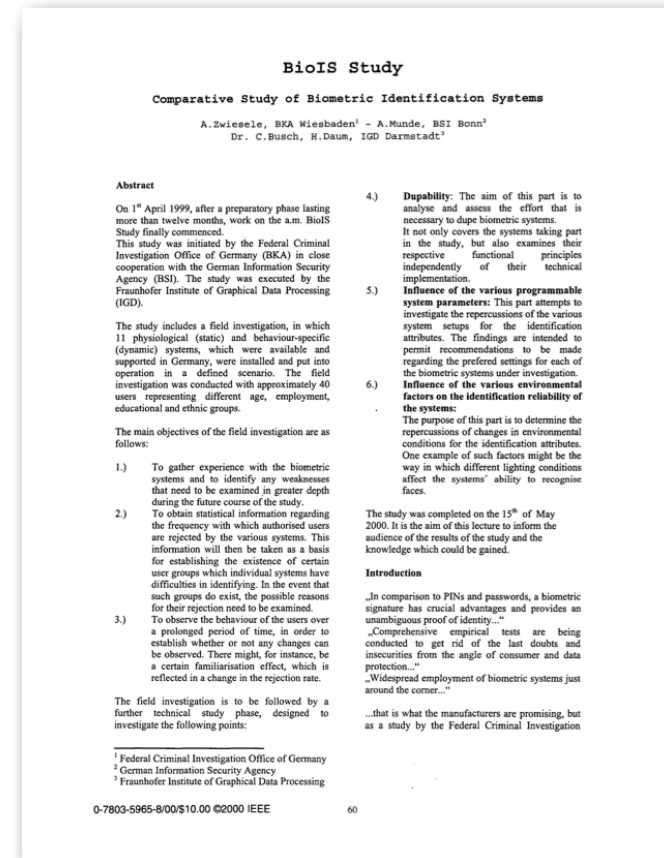 BioIS Study
Comparative Study of Biometric Identification Systems
A.Zwiesele, BKA Wiesbaden¹ – A.Munde, BSI Bonn²
Dr. C.Busch, H.Daum, IGD Darmstadt³
Abstract
On 1st April 1999, after a preparatory phase lasting
more than twelve months, work on the a.m. BioIS
Study finally commenced.
This study was initiated by the Federal Criminal
Investigation Office of Germany (BKA) in close
cooperation with the German Information Security
Agency (BSI). The study was executed by the
Fraunhofer Institute of Graphical Data Processing
(IGD).
The study includes a field investigation, in which
11 physiological (static) and behaviour-specific
(dynamic) systems, which were available and
supported in Germany, were installed and put into
operation in a defined scenario. The field
investigation was conducted with approximately 40
users representing different age, employment,
educational and ethnic groups.
The main objectives of the field investigation are as
follows:
1.) To gather experience with the biometric
systems and to identify any weaknesses
that need to be examined in greater depth
during the future course of the study.
2.) To obtain statistical information regarding
the frequency with which authorised users
are rejected by the various systems. This
information will then be taken as a basis
for establishing the existence of certain
user groups which individual systems have
difficulties in identifying. In the event that
such groups do exist, the possible reasons
for their rejection need to be examined.
3.) To observe the behaviour of the users over
a prolonged period of time, in order to
establish whether or not any changes can
be observed. There might, for instance, be
a certain familiarisation effect, which is
reflected in a change in the rejection rate.
The field investigation is to be followed by a
further technical study phase, designed to
investigate the following points:
¹ Federal Criminal Investigation Office of Germany
² German Information Security Agency
³ Fraunhofer Institute of Graphical Data Processing
4.) Dupability: The aim of this part is to
analyse and assess the effort that is
necessary to dupe biometric systems.
It not only covers the systems taking part
in the study, but also examines their
respective functional principles
independently of their technical
implementation.
5.) Influence of the various programmable
system parameters: This part attempts to
investigate the repercussions of the various
system setups for the identification
attributes. The findings are intended to
permit recommendations to be made
regarding the prefered settings for each of
the biometric systems under investigation.
6.) Influence of the various environmental
factors on the identification reliability of
the systems:
The purpose of this part is to determine the
repercussions of changes in environmental
conditions for the identification attributes.
One example of such factors might be the
way in which different lighting conditions
affect the systems' ability to recognise
faces.
The study was completed on the 15th of May
2000. It is the aim of this lecture to inform the
audience of the results of the study and the
knowledge which could be gained.
Introduction
„In comparison to PINs and passwords, a biometric
signature has crucial advantages and provides an
unambiguous proof of identity...“
„Comprehensive empirical tests are being
conducted to get rid of the last doubts and
insecurities from the angle of consumer and data
protection...“
„Widespread employment of biometric systems just
around the corner...“
...that is what the manufacturers are promising, but
as a study by the Federal Criminal Investigation
0-7803-5965-8/00/$10.00 ©2000 IEEE
60